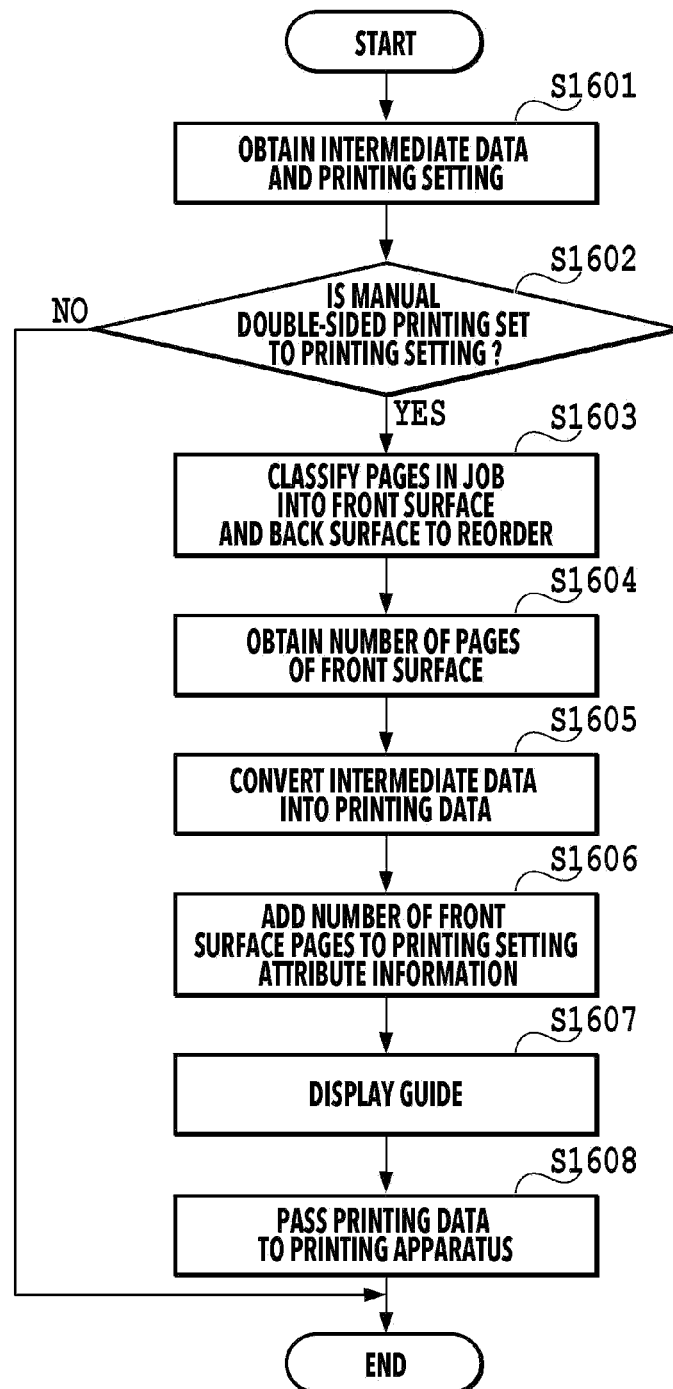 START
S1601
OBTAIN INTERMEDIATE DATA
AND PRINTING SETTING
S1602
IS MANUAL
DOUBLE-SIDED PRINTING SET
TO PRINTING SETTING ?
NO
YES
S1603
CLASSIFY PAGES IN JOB
INTO FRONT SURFACE
AND BACK SURFACE TO REORDER
S1604
OBTAIN NUMBER OF PAGES
OF FRONT SURFACE
S1605
CONVERT INTERMEDIATE DATA
INTO PRINTING DATA
S1606
ADD NUMBER OF FRONT
SURFACE PAGES TO PRINTING SETTING
ATTRIBUTE INFORMATION
S1607
DISPLAY GUIDE
S1608
PASS PRINTING DATA
TO PRINTING APPARATUS
END